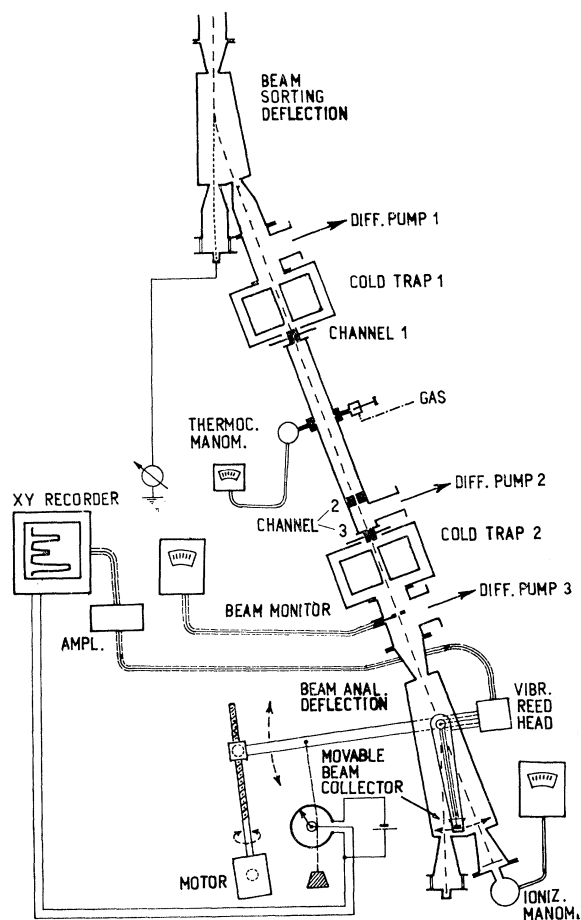 BEAM
SORTING
DEFLECTION
DIFF. PUMP 1
COLD TRAP 1
CHANNEL 1
GAS
THERMOC.
MANOM.
2
DIFF. PUMP 2
XY RECORDER
CHANNEL
3
COLD TRAP 2
DIFF. PUMP 3
BEAM MONITOR
AMPL.
BEAM ANAL.
DEFLECTION
VIBR.
REED
HEAD
MOVABLE
BEAM
COLLECTOR
MOTOR
IONIZ.
MANOM.